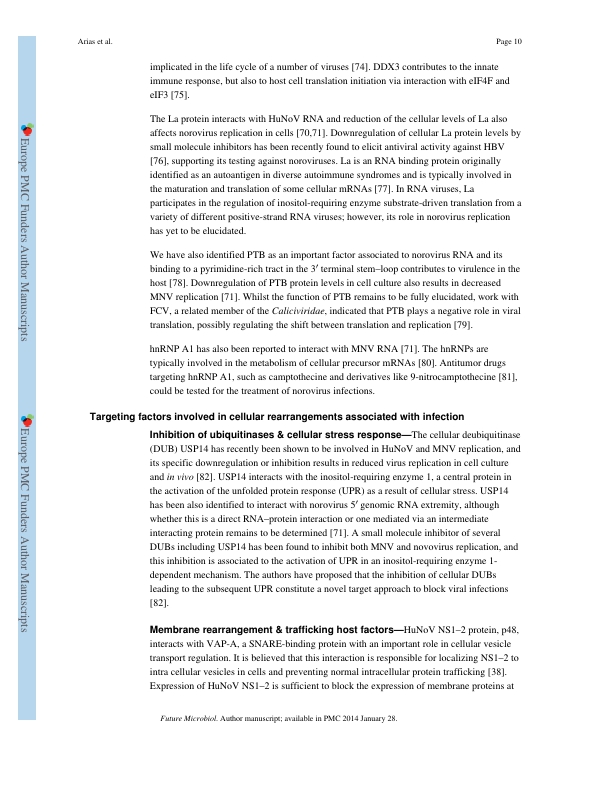 Arias et al.
Page 10
implicated in the life cycle of a number of viruses [74]. DDX3 contributes to the innate
immune response, but also to host cell translation initiation via interaction with eIF4F and
eIF3 [75].
The La protein interacts with HuNoV RNA and reduction of the cellular levels of La also
affects norovirus replication in cells [70,71]. Downregulation of cellular La protein levels by
small molecule inhibitors has been recently found to elicit antiviral activity against HBV
[76], supporting its testing against noroviruses. La is an RNA binding protein originally
identified as an autoantigen in diverse autoimmune syndromes and is typically involved in
the maturation and translation of some cellular mRNAs [77]. In RNA viruses, La
participates in the regulation of inositol-requiring enzyme substrate-driven translation from a
variety of different positive-strand RNA viruses; however, its role in norovirus replication
has yet to be elucidated.
We have also identified PTB as an important factor associated to norovirus RNA and its
binding to a pyrimidine-rich tract in the 3′ terminal stem–loop contributes to virulence in the
host [78]. Downregulation of PTB protein levels in cell culture also results in decreased
MNV replication [71]. Whilst the function of PTB remains to be fully elucidated, work with
FCV, a related member of the Caliciviridae, indicated that PTB plays a negative role in viral
translation, possibly regulating the shift between translation and replication [79].
hnRNP A1 has also been reported to interact with MNV RNA [71]. The hnRNPs are
typically involved in the metabolism of cellular precursor mRNAs [80]. Antitumor drugs
targeting hnRNP A1, such as camptothecine and derivatives like 9-nitrocamptothecine [81],
could be tested for the treatment of norovirus infections.
Targeting factors involved in cellular rearrangements associated with infection
Inhibition of ubiquitinases & cellular stress response—The cellular deubiquitinase
(DUB) USP14 has recently been shown to be involved in HuNoV and MNV replication, and
its specific downregulation or inhibition results in reduced virus replication in cell culture
and in vivo [82]. USP14 interacts with the inositol-requiring enzyme 1, a central protein in
the activation of the unfolded protein response (UPR) as a result of cellular stress. USP14
has been also identified to interact with norovirus 5′ genomic RNA extremity, although
whether this is a direct RNA–protein interaction or one mediated via an intermediate
interacting protein remains to be determined [71]. A small molecule inhibitor of several
DUBs including USP14 has been found to inhibit both MNV and novovirus replication, and
this inhibition is associated to the activation of UPR in an inositol-requiring enzyme 1-
dependent mechanism. The authors have proposed that the inhibition of cellular DUBs
leading to the subsequent UPR constitute a novel target approach to block viral infections
[82].
Membrane rearrangement & trafficking host factors—HuNoV NS1–2 protein, p48,
interacts with VAP-A, a SNARE-binding protein with an important role in cellular vesicle
transport regulation. It is believed that this interaction is responsible for localizing NS1–2 to
intra cellular vesicles in cells and preventing normal intracellular protein trafficking [38].
Expression of HuNoV NS1–2 is sufficient to block the expression of membrane proteins at
Future Microbiol. Author manuscript; available in PMC 2014 January 28.
Europe PMC Funders Author Manuscripts
Europe PMC Funders Author Manuscripts